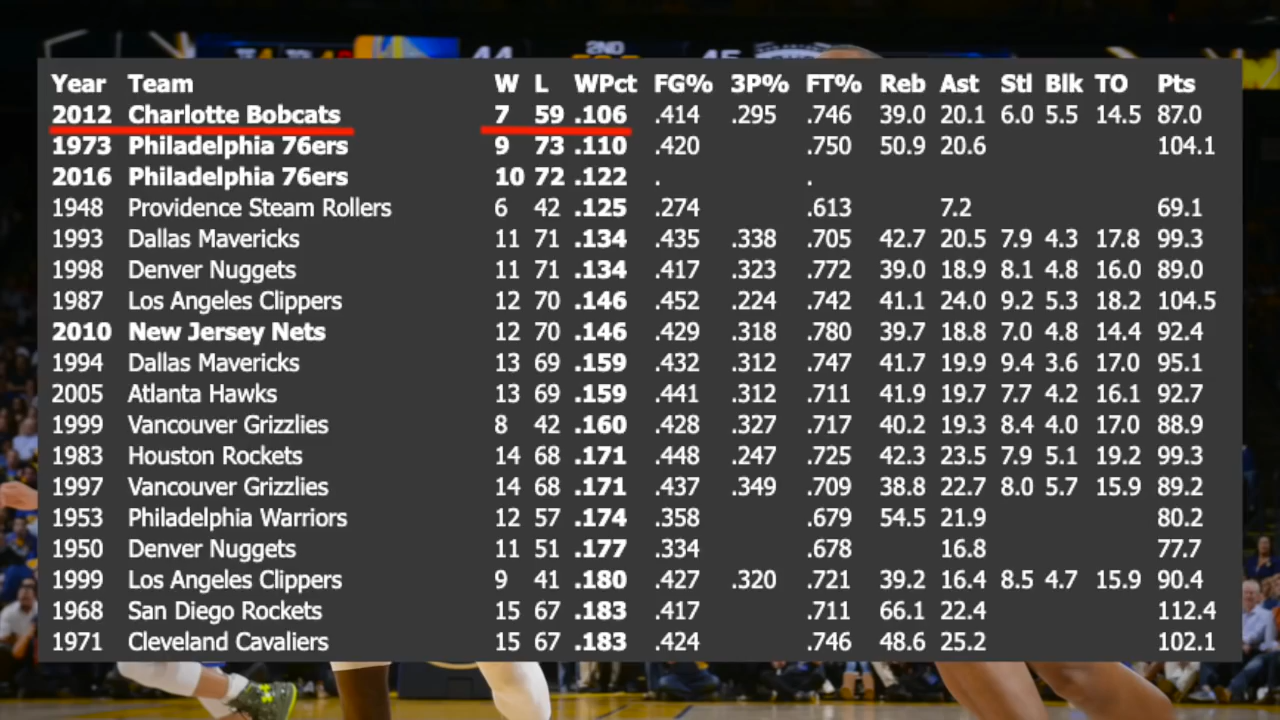 44 2ND 45
Year Team W L WPct FG% 3P% FT% Reb Ast Stl Blk TO Pts
2012 Charlotte Bobcats 7 59 .106 .414 .295 .746 39.0 20.1 6.0 5.5 14.5 87.0
1973 Philadelphia 76ers 9 73 .110 .420 .750 50.9 20.6 104.1
2016 Philadelphia 76ers 10 72 .122 . .
1948 Providence Steam Rollers 6 42 .125 .274 .613 7.2 69.1
1993 Dallas Mavericks 11 71 .134 .435 .338 .705 42.7 20.5 7.9 4.3 17.8 99.3
1998 Denver Nuggets 11 71 .134 .417 .323 .772 39.0 18.9 8.1 4.8 16.0 89.0
1987 Los Angeles Clippers 12 70 .146 .452 .224 .742 41.1 24.0 9.2 5.3 18.2 104.5
2010 New Jersey Nets 12 70 .146 .429 .318 .780 39.7 18.8 7.0 4.8 14.4 92.4
1994 Dallas Mavericks 13 69 .159 .432 .312 .747 41.7 19.9 9.4 3.6 17.0 95.1
2005 Atlanta Hawks 13 69 .159 .441 .312 .711 41.9 19.7 7.7 4.2 16.1 92.7
1999 Vancouver Grizzlies 8 42 .160 .428 .327 .717 40.2 19.3 8.4 4.0 17.0 88.9
1983 Houston Rockets 14 68 .171 .448 .247 .725 42.3 23.5 7.9 5.1 19.2 99.3
1997 Vancouver Grizzlies 14 68 .171 .437 .349 .709 38.8 22.7 8.0 5.7 15.9 89.2
1953 Philadelphia Warriors 12 57 .174 .358 .679 54.5 21.9 80.2
1950 Denver Nuggets 11 51 .177 .334 .678 16.8 77.7
1999 Los Angeles Clippers 9 41 .180 .427 .320 .721 39.2 16.4 8.5 4.7 15.9 90.4
1968 San Diego Rockets 15 67 .183 .417 .711 66.1 22.4 112.4
1971 Cleveland Cavaliers 15 67 .183 .424 .746 48.6 25.2 102.1